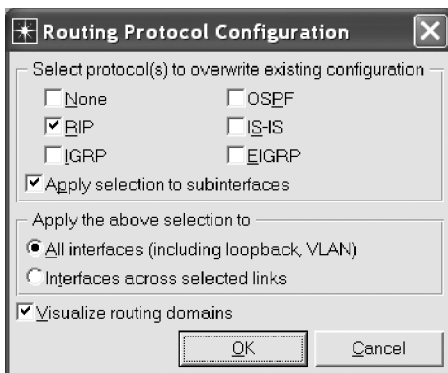 Routing Protocol Configuration
Select protocol(s) to overwrite existing configuration
None OSPF
RIP IS-IS
IGRP EIGRP
Apply selection to subinterfaces
Apply the above selection to
All interfaces (including loopback, VLAN)
Interfaces across selected links
Visualize routing domains
OK Cancel